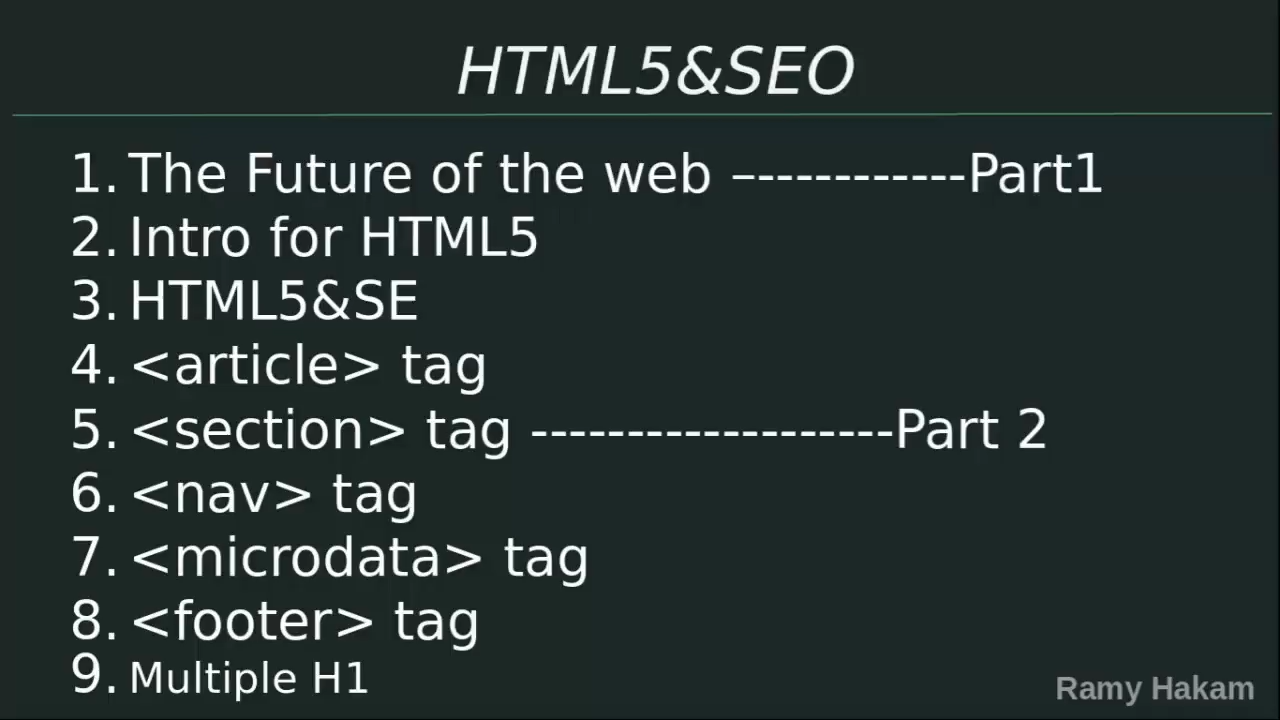 HTML5&SEO
1. The Future of the web –-----------Part1
2. Intro for HTML5
3. HTML5&SE
4. <article> tag
5. <section> tag -------------------Part 2
6. <nav> tag
7. <microdata> tag
8. <footer> tag
9. Multiple H1
Ramy Hakam